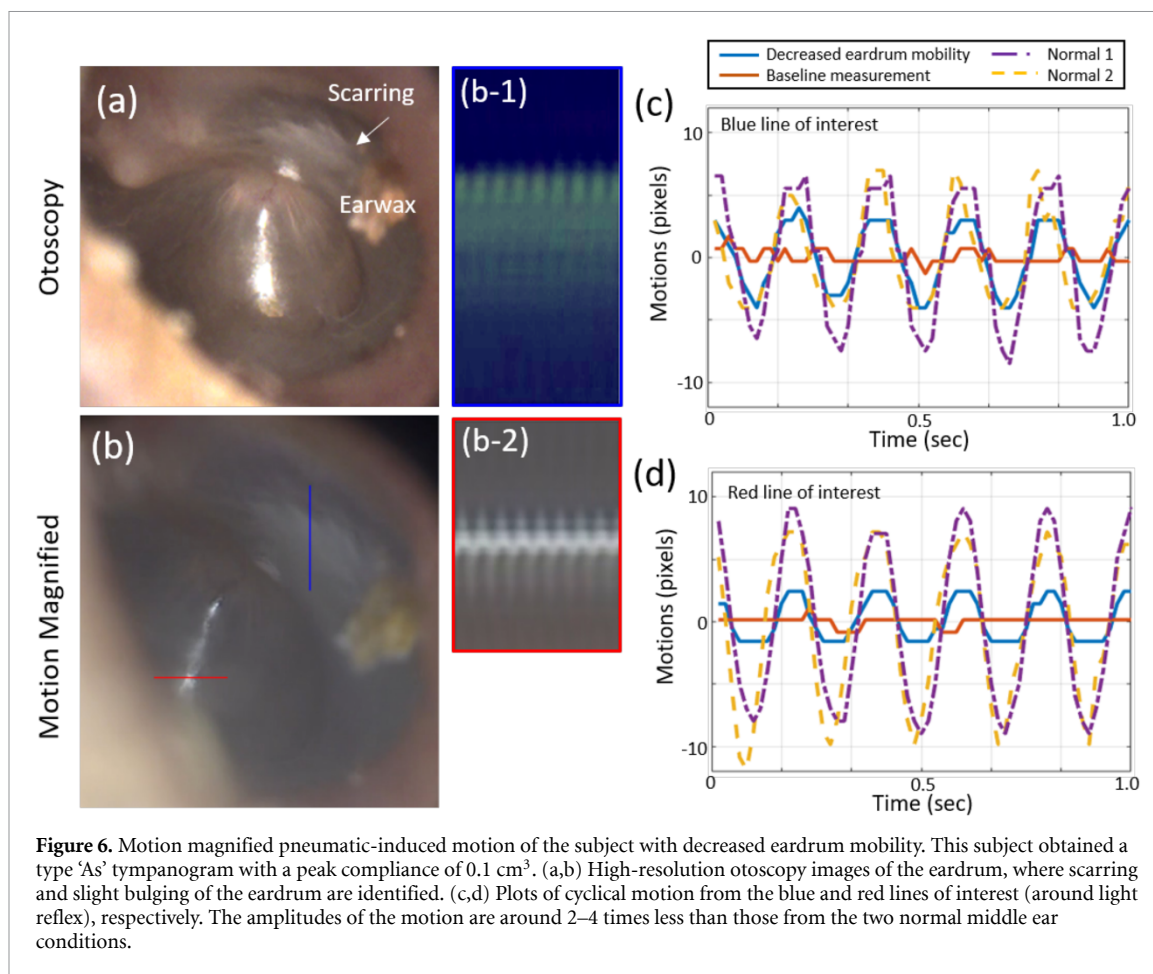 Otoscopy
(a)
Scarring
Earwax
(b-1)
Motion Magnified
(b)
(b-2)
Decreased eardrum mobility
Baseline measurement
Normal 1
Normal 2
(c)
Blue line of interest
Motions (pixels)
10
0
-10
0 0.5 1.0
Time (sec)
(d)
Red line of interest
Motions (pixels)
10
0
-10
0 0.5 1.0
Time (sec)
Figure 6. Motion magnified pneumatic-induced motion of the subject with decreased eardrum mobility. This subject obtained a
type ‘As’ tympanogram with a peak compliance of 0.1 cm³. (a,b) High-resolution otoscopy images of the eardrum, where scarring
and slight bulging of the eardrum are identified. (c,d) Plots of cyclical motion from the blue and red lines of interest (around light
reflex), respectively. The amplitudes of the motion are around 2–4 times less than those from the two normal middle ear
conditions.